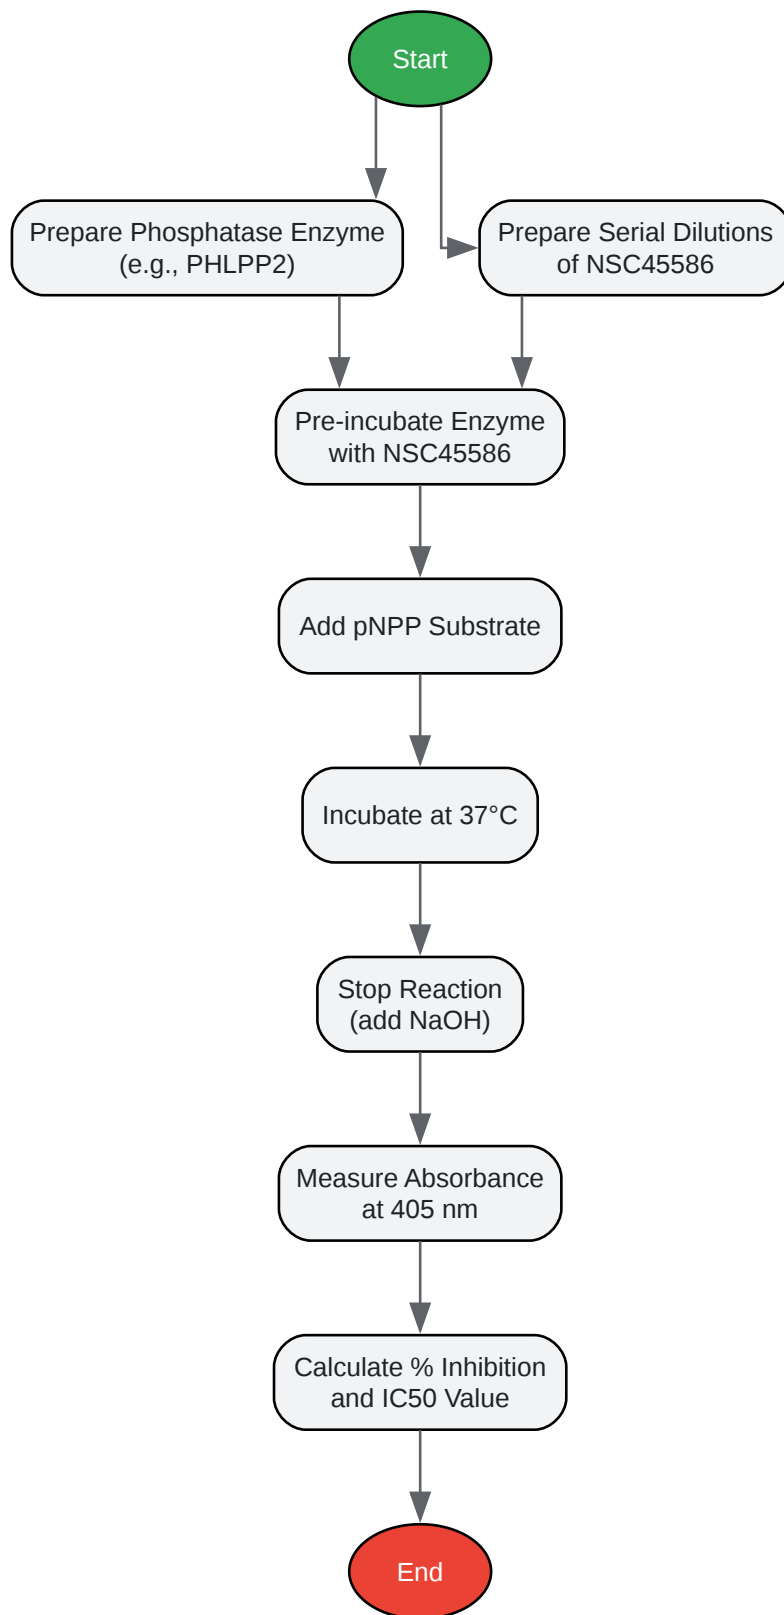 Start
Prepare Phosphatase Enzyme
(e.g., PHLPP2)
Prepare Serial Dilutions
of NSC45586
Pre-incubate Enzyme
with NSC45586
Add pNPP Substrate
Incubate at 37°C
Stop Reaction
(add NaOH)
Measure Absorbance
at 405 nm
Calculate % Inhibition
and IC50 Value
End